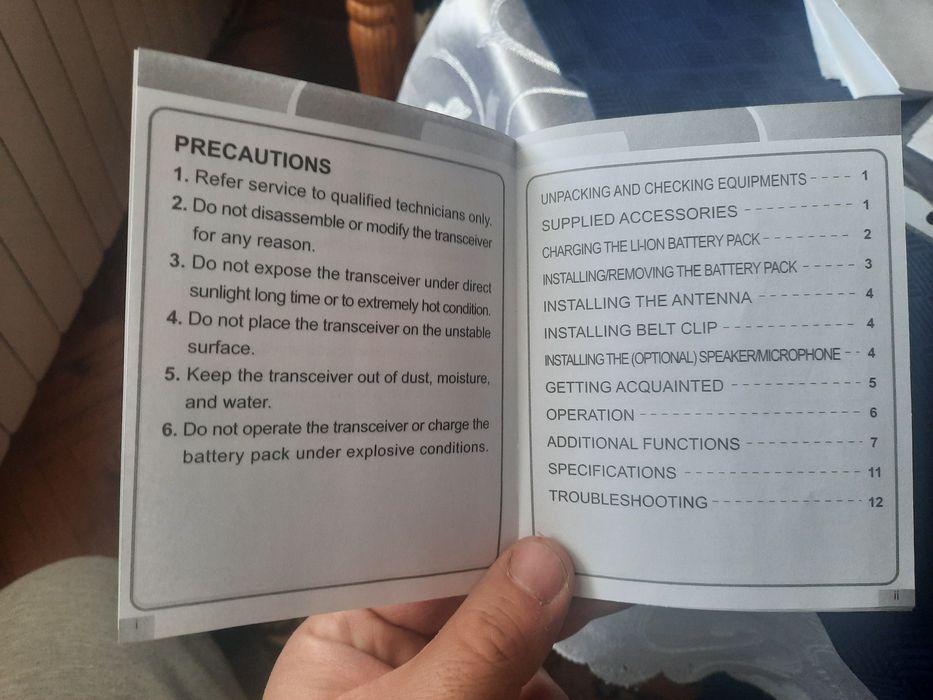 PRECAUTIONS
1. Refer service to qualified technicians only.
2. Do not disassemble or modify the transceiver
for any reason.
3. Do not expose the transceiver under direct
sunlight long time or to extremely hot condition.
4. Do not place the transceiver on the unstable
surface.
5. Keep the transceiver out of dust, moisture,
and water.
6. Do not operate the transceiver or charge the
battery pack under explosive conditions.
I
UNPACKING AND CHECKING EQUIPMENTS ---- 1
SUPPLIED ACCESSORIES ----------- 1
CHARGING THE LI-ION BATTERY PACK --------- 2
INSTALLING/REMOVING THE BATTERY PACK ----- 3
INSTALLING THE ANTENNA ---------- 4
INSTALLING BELT CLIP ------------- 4
INSTALLING THE (OPTIONAL) SPEAKER/MICROPHONE -- 4
GETTING ACQUAINTED ------------- 5
OPERATION ---------------------- 6
ADDITIONAL FUNCTIONS ------------ 7
SPECIFICATIONS ------------------ 11
TROUBLESHOOTING --------------- 12
II